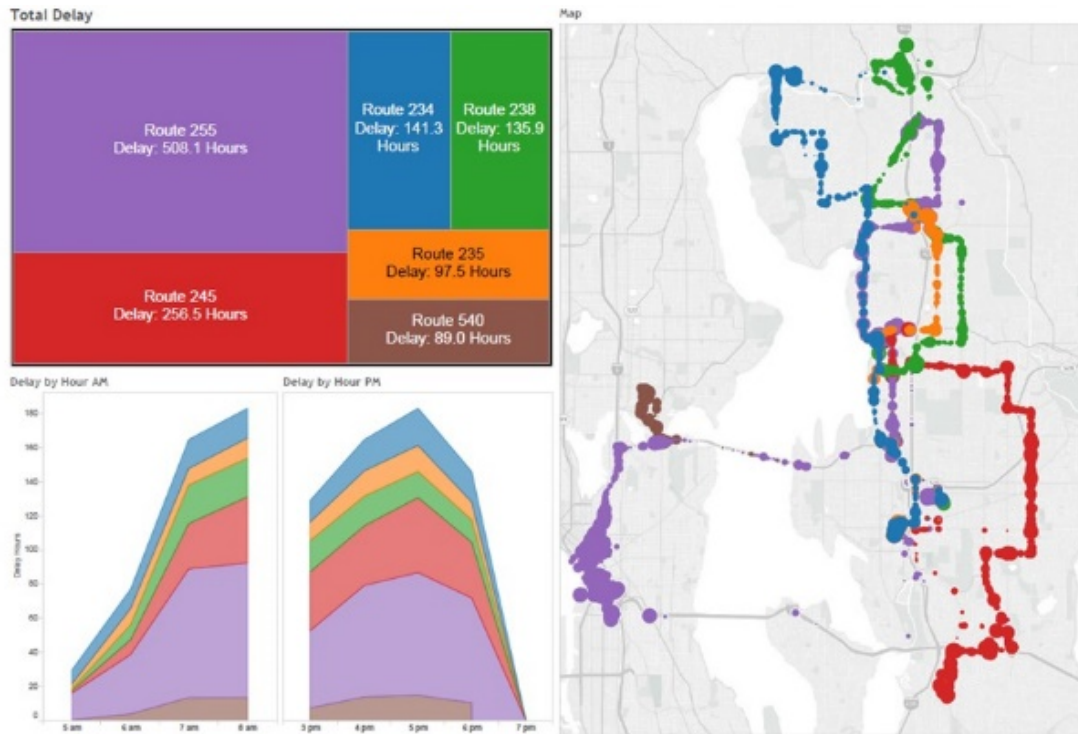 Total Delay
Route 255
Delay: 508.1 Hours
Route 234
Delay: 141.3
Hours
Route 238
Delay: 135.9
Hours
Route 245
Delay: 256.5 Hours
Route 235
Delay: 97.5 Hours
Route 540
Delay: 89.0 Hours
Delay by Hour AM
Delay by Hour PM
Delay Hours
180
160
140
120
100
80
60
40
20
0
5 am
6 am
7 am
8 am
3 pm
4 pm
5 pm
6 pm
7 pm
Map